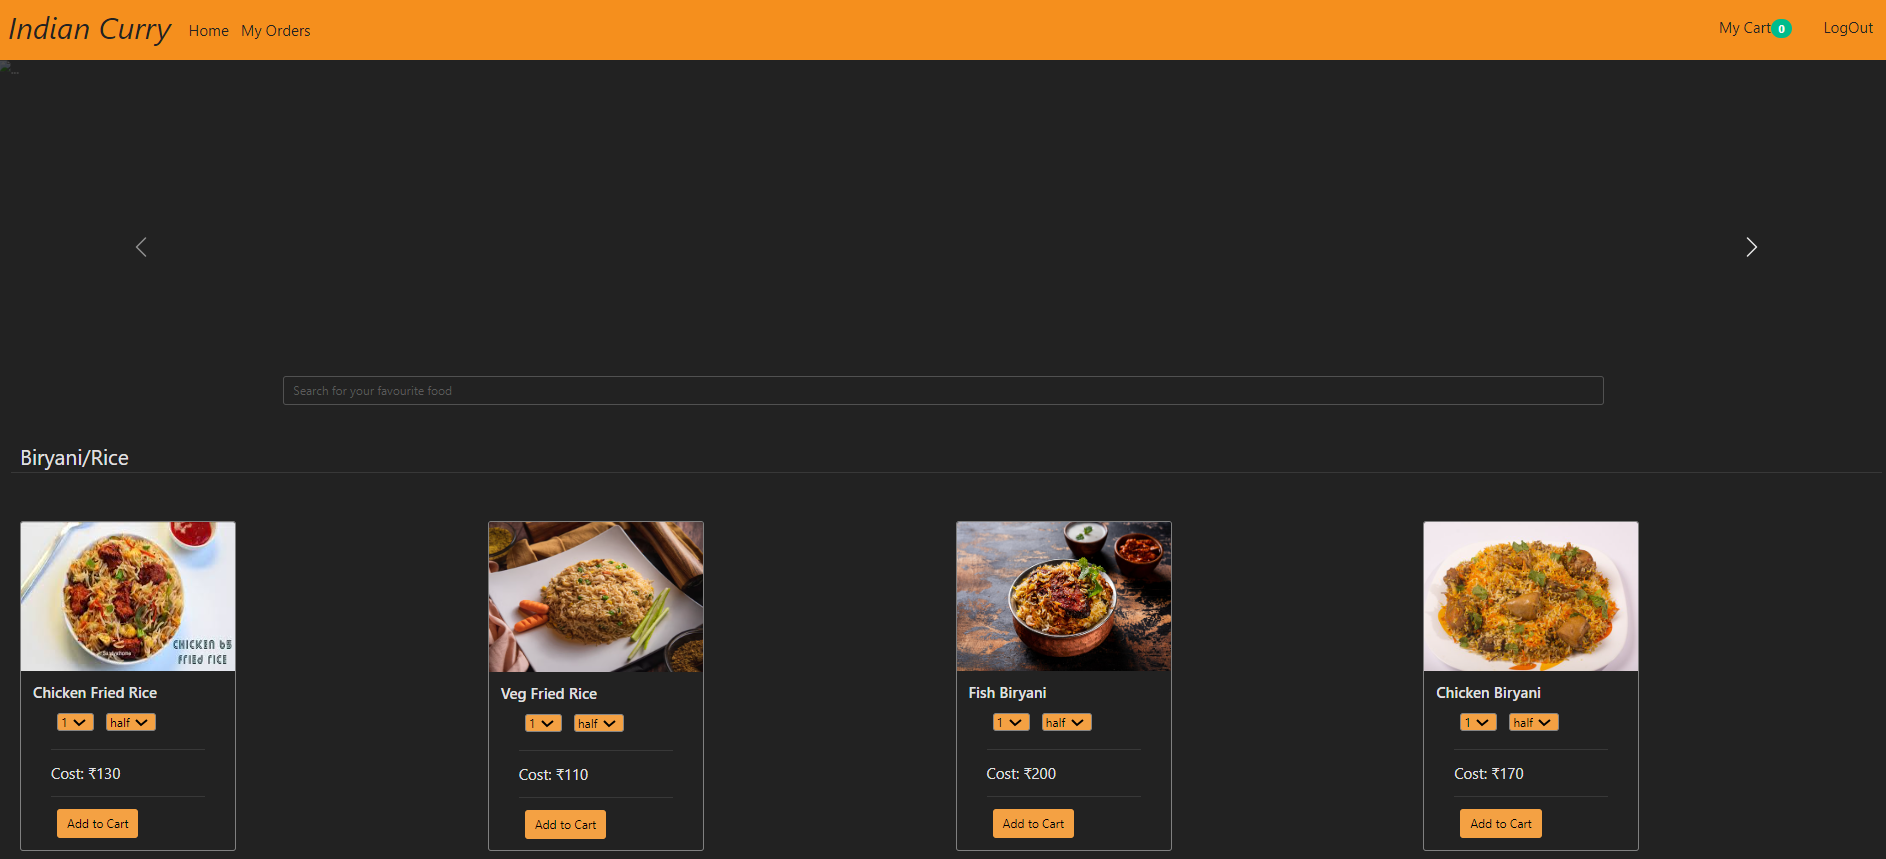 Indian Curry Home My Orders My Cart 0 LogOut
...
Search for your favourite food
Biryani/Rice
CHICKEN 65
FRIED RICE
Chicken Fried Rice
1 half
Cost: ₹130
Add to Cart
Veg Fried Rice
1 half
Cost: ₹110
Add to Cart
Fish Biryani
1 half
Cost: ₹200
Add to Cart
Chicken Biryani
1 half
Cost: ₹170
Add to Cart